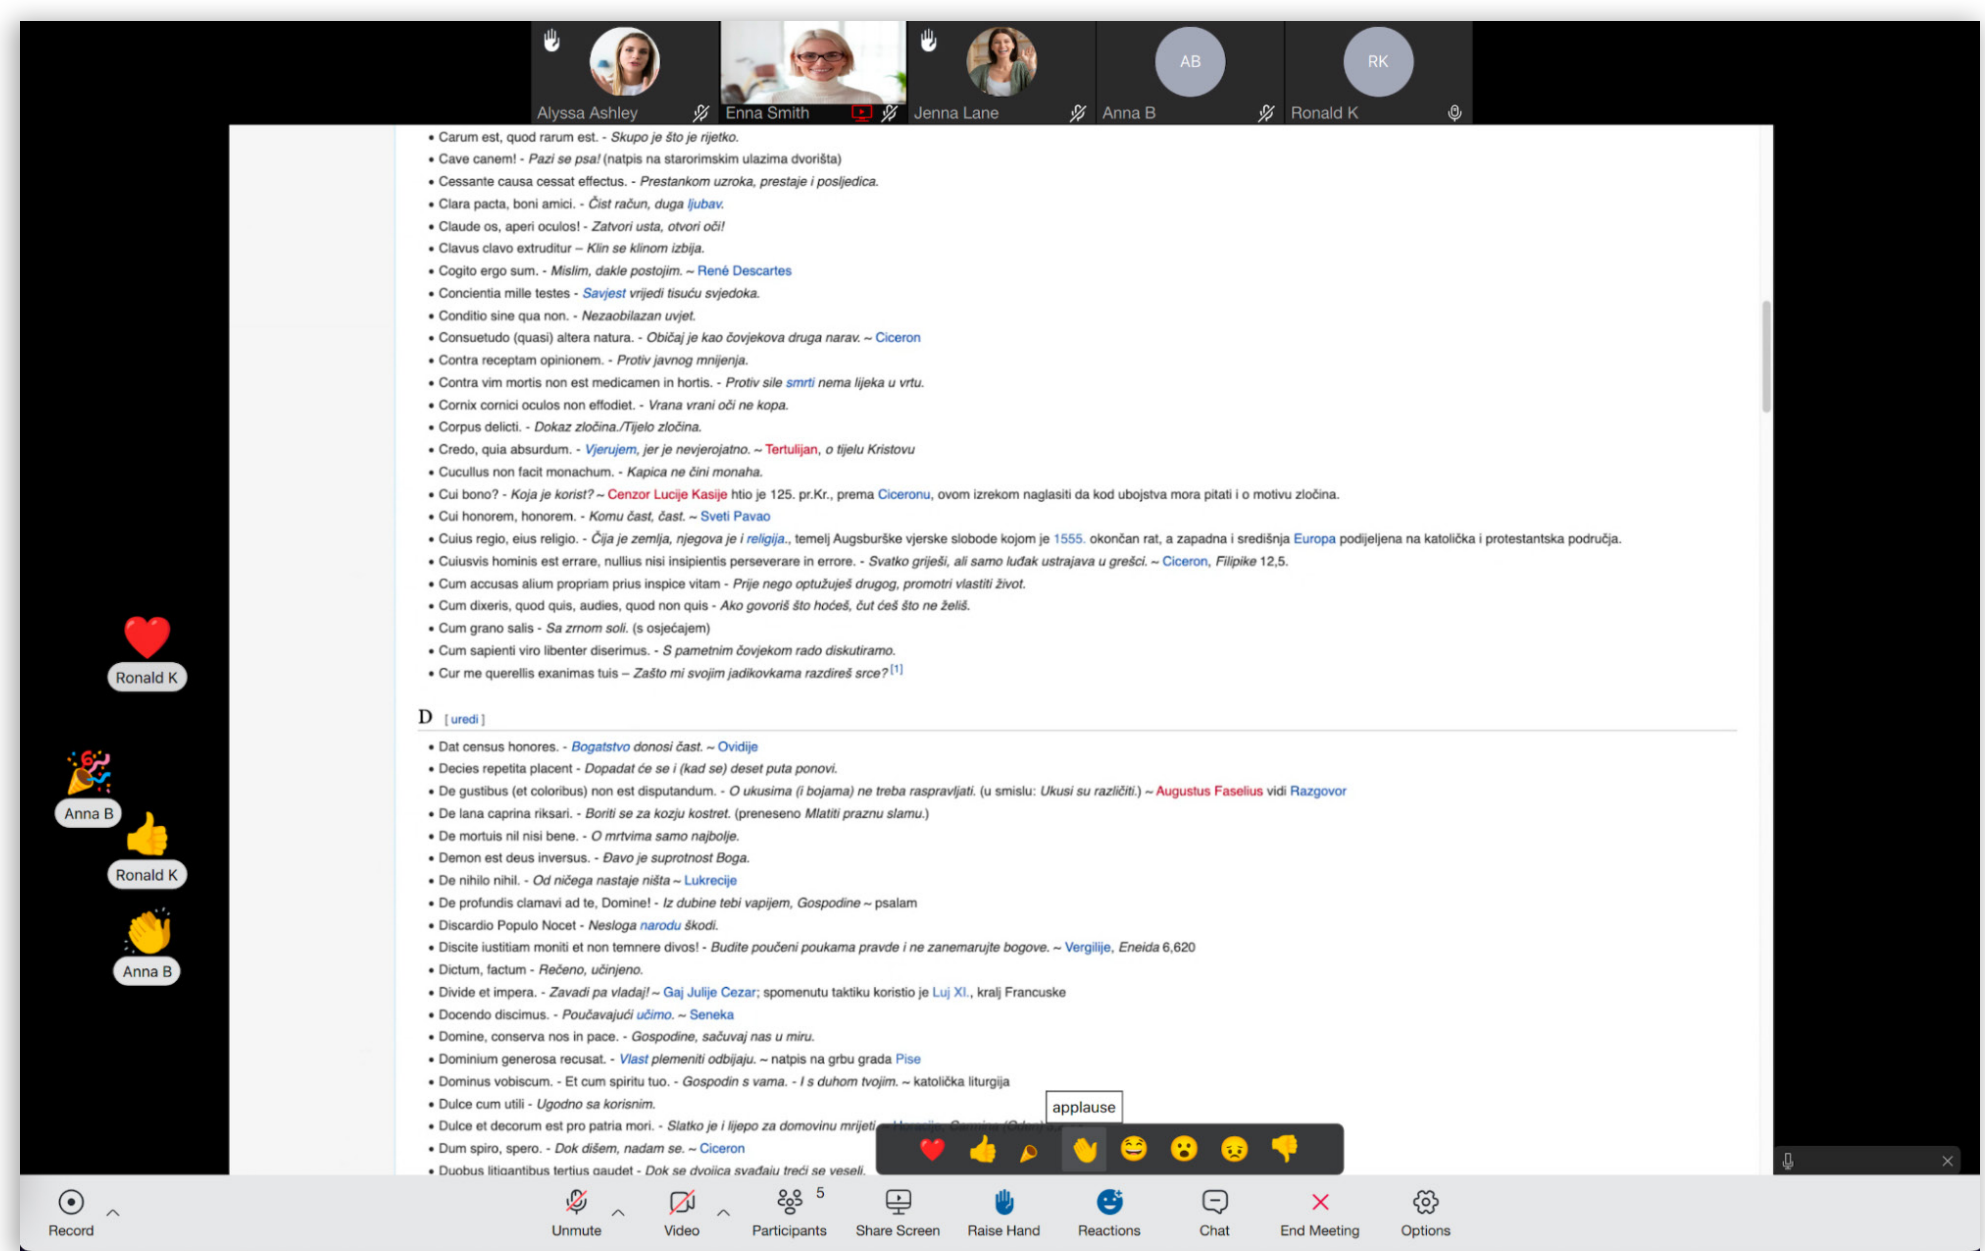 Alyssa Ashley
Enna Smith
Jenna Lane
AB
Anna B
RK
Ronald K
• Carum est, quod rarum est. - Skupo je što je rijetko.
• Cave canem! - Pazi se psa! (natpis na starorimskim ulazima dvorišta)
• Cessante causa cessat effectus. - Prestankom uzroka, prestaje i posljedica.
• Clara pacta, boni amici. - Čist račun, duga ljubav.
• Claude os, aperi oculos! - Zatvori usta, otvori oči!
• Clavus clavo extruditur – Klin se klinom izbija.
• Cogito ergo sum. - Mislim, dakle postojim. ~ René Descartes
• Concientia mille testes - Savjest vrijedi tisuću svjedoka.
• Conditio sine qua non. - Nezaobilazan uvjet.
• Consuetudo (quasi) altera natura. - Običaj je kao čovjekova druga narav. ~ Ciceron
• Contra receptam opinionem. - Protiv javnog mnijenja.
• Contra vim mortis non est medicamen in hortis. - Protiv sile smrti nema lijeka u vrtu.
• Cornix cornici oculos non effodiet. - Vrana vrani oči ne kopa.
• Corpus delicti. - Dokaz zločina./Tijelo zločina.
• Credo, quia absurdum. - Vjerujem, jer je nevjerojatno. ~ Tertulijan, o tijelu Kristovu
• Cucullus non facit monachum. - Kapica ne čini monaha.
• Cui bono? - Koja je korist? ~ Cenzor Lucije Kasije htio je 125. pr.Kr., prema Ciceronu, ovom izrekom naglasiti da kod ubojstva mora pitati i o motivu zločina.
• Cui honorem, honorem. - Komu čast, čast. ~ Sveti Pavao
• Cuius regio, eius religio. - Čija je zemlja, njegova je i religija., temelj Augsburške vjerske slobode kojom je 1555. okončan rat, a zapadna i središnja Europa podijeljena na katolička i protestantska područja.
• Cuiusvis hominis est errare, nullius nisi insipientis perseverare in errore. - Svatko griješi, ali samo luđak ustrajava u grešci. ~ Ciceron, Filipike 12,5.
• Cum accusas alium propriam prius inspice vitam - Prije nego optužuješ drugog, promotri vlastiti život.
• Cum dixeris, quod quis, audies, quod non quis - Ako govoriš što hoćeš, čut ćeš što ne želiš.
• Cum grano salis - Sa zrnom soli. (s osjećajem)
• Cum sapienti viro libenter diserimus. - S pametnim čovjekom rado diskutiramo.
• Cur me querellis exanimas tuis – Zašto mi svojim jadikovkama razdireš srce? [1]
D [ uredi ]
• Dat census honores. - Bogatstvo donosi čast. ~ Ovidije
• Decies repetita placent - Dopadat će se i (kad se) deset puta ponovi.
• De gustibus (et coloribus) non est disputandum. - O ukusima (i bojama) ne treba raspravljati. (u smislu: Ukusi su različiti.) ~ Augustus Faselius vidi Razgovor
• De lana caprina riksari. - Boriti se za kozju kostret. (preneseno Mlatiti praznu slamu.)
• De mortuis nil nisi bene. - O mrtvima samo najbolje.
• Demon est deus inversus. - Đavo je suprotnost Boga.
• De nihilo nihil. - Od ničega nastaje ništa ~ Lukrecije
• De profundis clamavi ad te, Domine! - Iz dubine tebi vapijem, Gospodine ~ psalam
• Discardio Populo Nocet - Nesloga narodu škodi.
• Discite iustitiam moniti et non temnere divos! - Budite poučeni poukama pravde i ne zanemarujte bogove. ~ Vergilije, Eneida 6,620
• Dictum, factum - Rečeno, učinjeno.
• Divide et impera. - Zavadi pa vladaj! ~ Gaj Julije Cezar; spomenutu taktiku koristio je Luj XI., kralj Francuske
• Docendo discimus. - Poučavajući učimo. ~ Seneka
• Domine, conserva nos in pace. - Gospodine, sačuvaj nas u miru.
• Dominium generosa recusat. - Vlast plemeniti odbijaju. ~ natpis na grbu grada Pise
• Dominus vobiscum. - Et cum spiritu tuo. - Gospodin s vama. - I s duhom tvojim. ~ katolička liturgija
• Dulce cum utili - Ugodno sa korisnim.
• Dulce et decorum est pro patria mori. - Slatko je i lijepo za domovinu mrijeti.
• Dum spiro, spero. - Dok dišem, nadam se. ~ Ciceron
• Duobus litigantibus tertius gaudet - Dok se dvojica svađaju treći se veseli.
applause
Ronald K
Anna B
Ronald K
Anna B
Record
Unmute
Video
Participants 5
Share Screen
Raise Hand
Reactions
Chat
End Meeting
Options